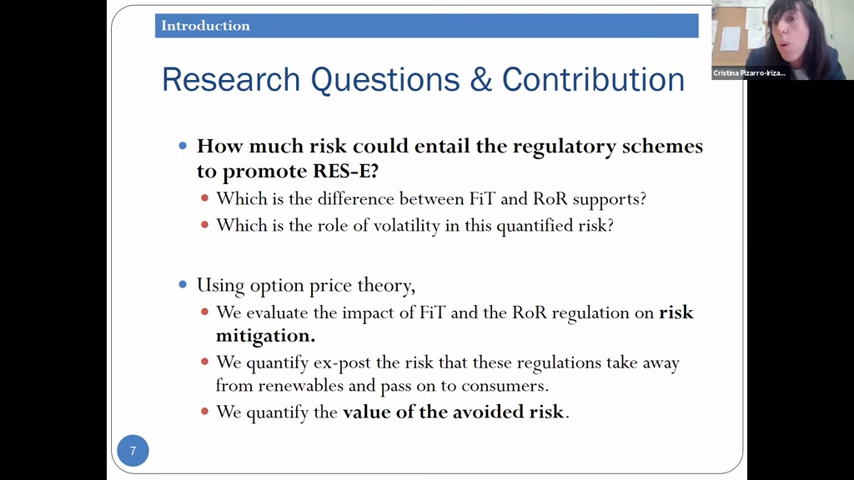 Introduction
Cristina Pizarro-Iriza...
Research Questions & Contribution
How much risk could entail the regulatory schemes
to promote RES-E?
Which is the difference between FiT and RoR supports?
Which is the role of volatility in this quantified risk?
Using option price theory,
We evaluate the impact of FiT and the RoR regulation on risk
mitigation.
We quantify ex-post the risk that these regulations take away
from renewables and pass on to consumers.
We quantify the value of the avoided risk.
7